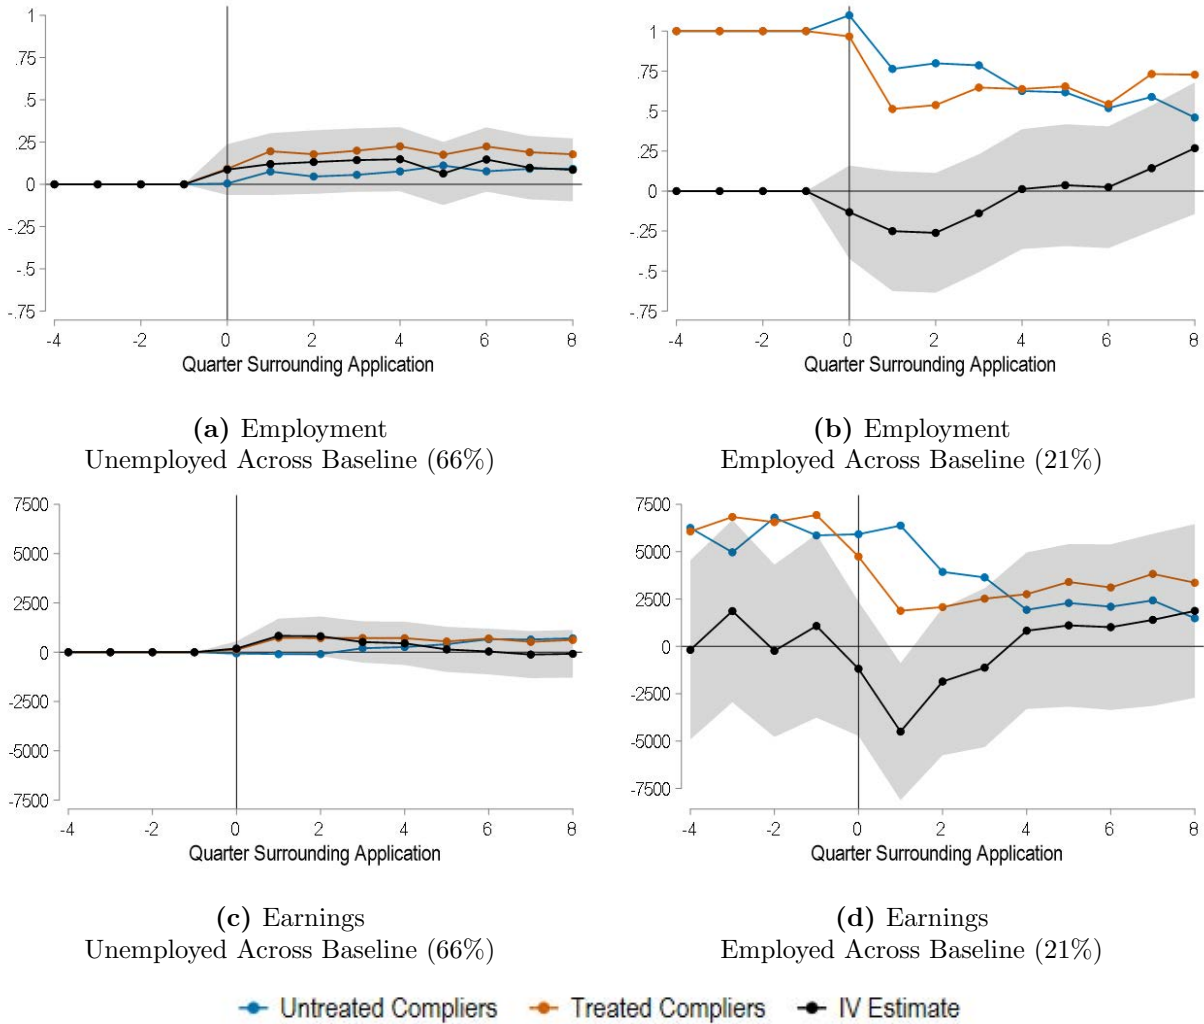 1
.75
.5
.25
0
-.25
-.5
-.75
-4 -2 0 2 4 6 8
Quarter Surrounding Application
(a) Employment
Unemployed Across Baseline (66%)
1
.75
.5
.25
0
-.25
-.5
-.75
-4 -2 0 2 4 6 8
Quarter Surrounding Application
(b) Employment
Employed Across Baseline (21%)
7500
5000
2500
0
-2500
-5000
-7500
-4 -2 0 2 4 6 8
Quarter Surrounding Application
(c) Earnings
Unemployed Across Baseline (66%)
7500
5000
2500
0
-2500
-5000
-7500
-4 -2 0 2 4 6 8
Quarter Surrounding Application
(d) Earnings
Employed Across Baseline (21%)
Untreated Compliers Treated Compliers IV Estimate